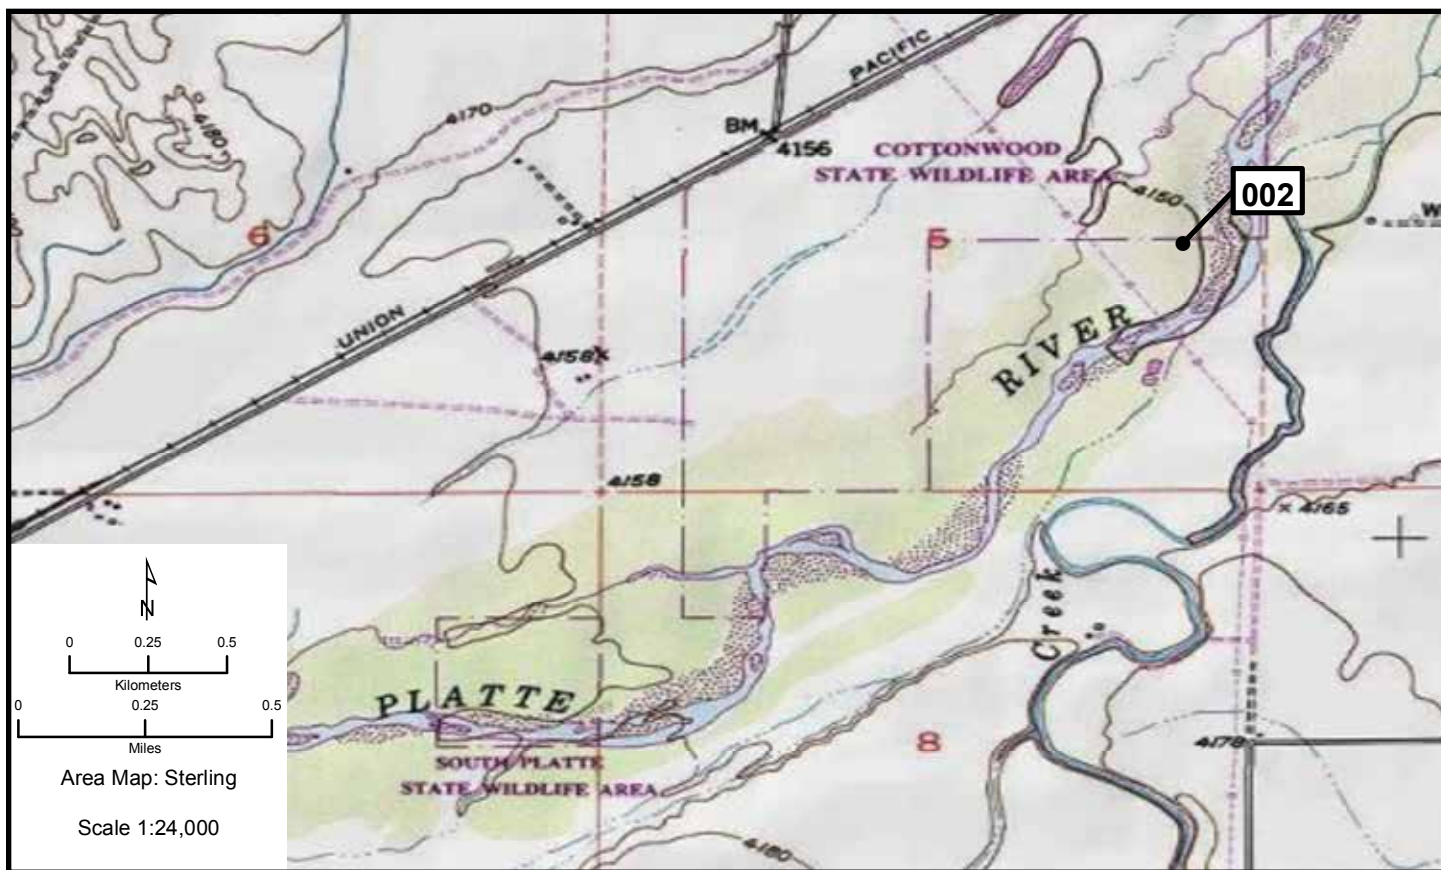 4180
4170
PACIFIC
BM
4156
COTTONWOOD
STATE WILDLIFE AREA
4150
002
W
6
5
UNION
4158
RIVER
4158
4165
Creek
PLATTE
8
4178
SOUTH PLATTE
STATE WILDLIFE AREA
4180
N
0 0.25 0.5
Kilometers
0 0.25 0.5
Miles
Area Map: Sterling
Scale 1:24,000